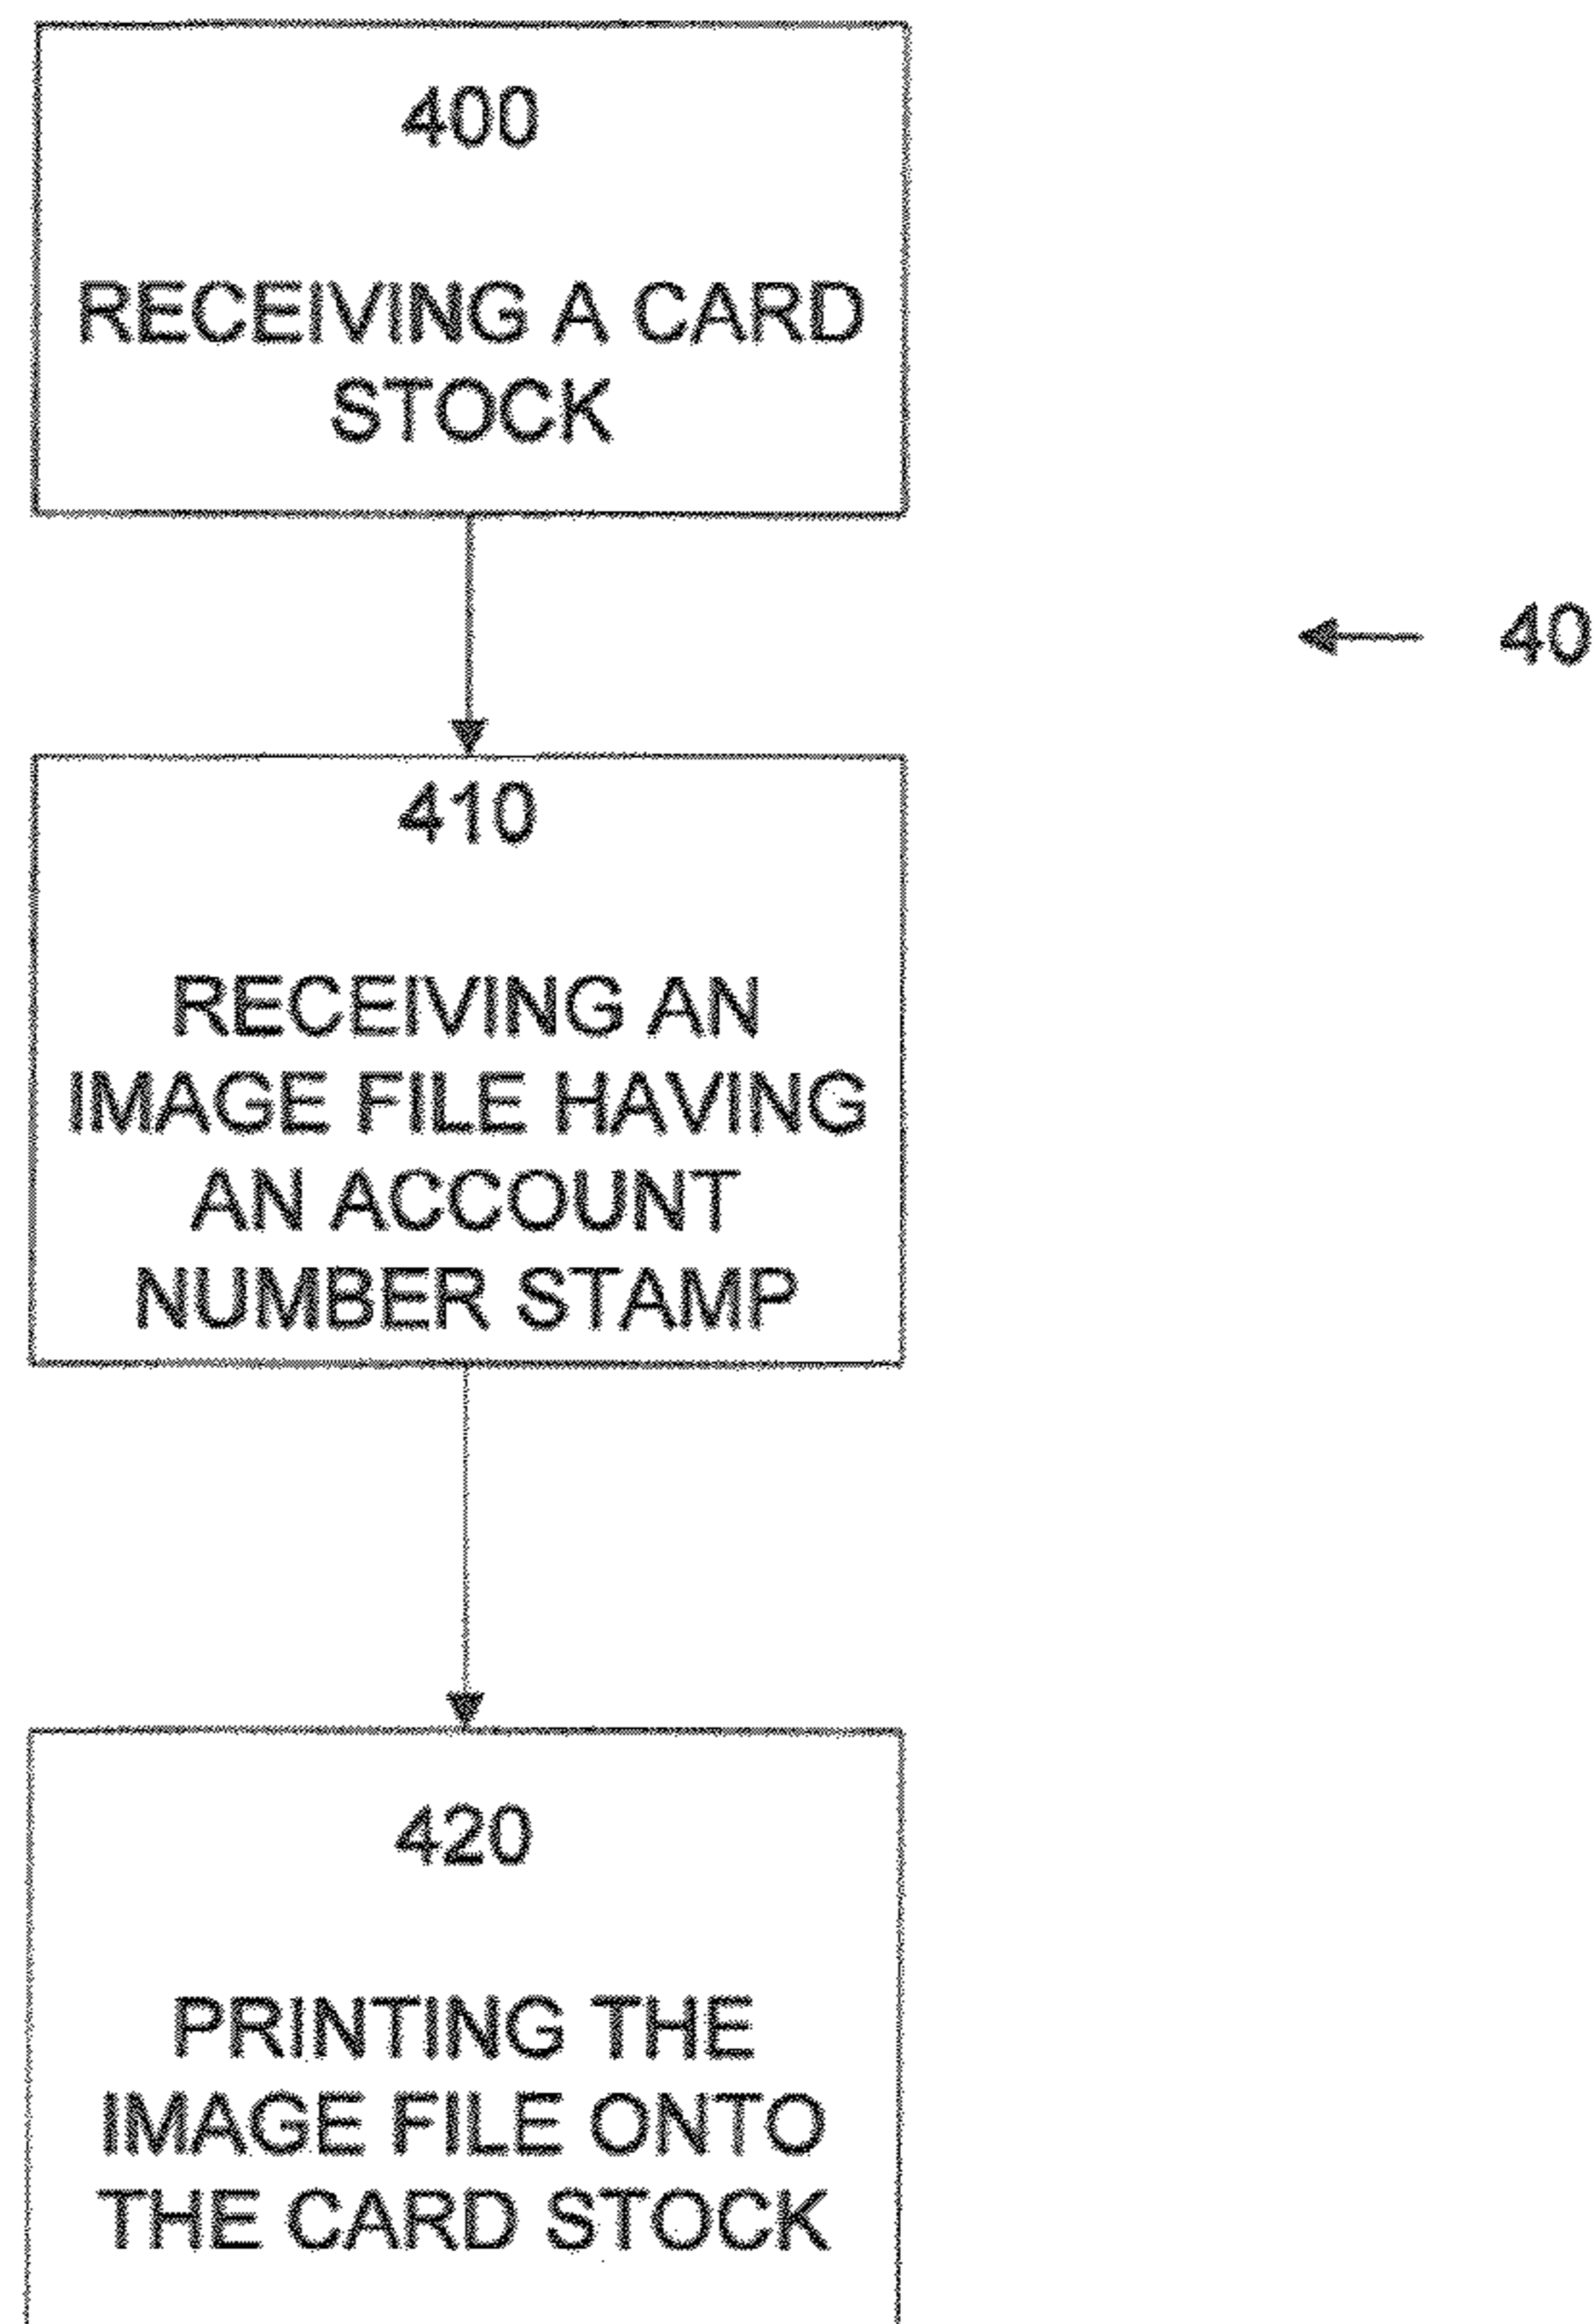 400
RECEIVING A CARD
STOCK
40
410
RECEIVING AN
IMAGE FILE HAVING
AN ACCOUNT
NUMBER STAMP
420
PRINTING THE
IMAGE FILE ONTO
THE CARD STOCK